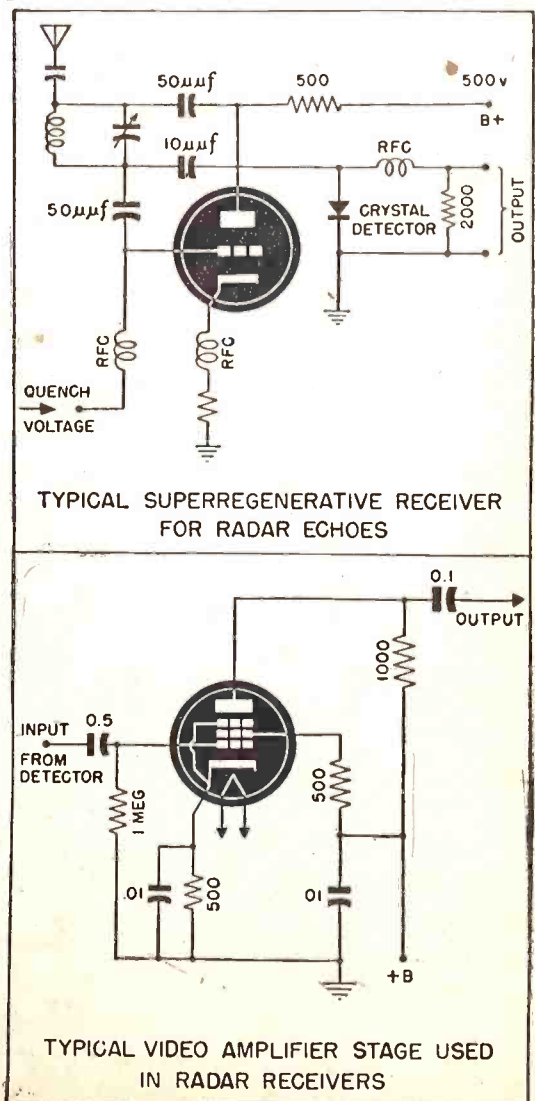 50μμf
500
500v
B+
10μμf
RFC
50μμf
CRYSTAL
DETECTOR
2000
OUTPUT
RFC
RFC
QUENCH
VOLTAGE
TYPICAL SUPERREGENERATIVE RECEIVER
FOR RADAR ECHOES
0.1
OUTPUT
1000
INPUT
0.5
FROM
DETECTOR
500
1 MEG
.01
500
.01
+B
TYPICAL VIDEO AMPLIFIER STAGE USED
IN RADAR RECEIVERS